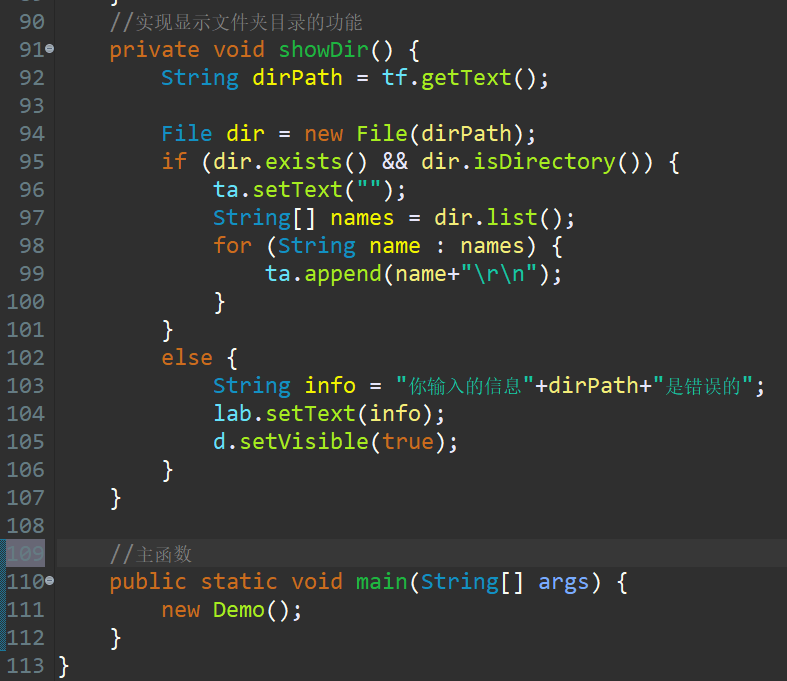 90 //实现显示文件夹目录的功能
91 private void showDir() {
92 String dirPath = tf.getText();
93
94 File dir = new File(dirPath);
95 if (dir.exists() && dir.isDirectory()) {
96 ta.setText("");
97 String[] names = dir.list();
98 for (String name : names) {
99 ta.append(name+"\r\n");
100 }
101 }
102 else {
103 String info = "你输入的信息"+dirPath+"是错误的";
104 lab.setText(info);
105 d.setVisible(true);
106 }
107 }
108
109 //主函数
110 public static void main(String[] args) {
111 new Demo();
112 }
113 }